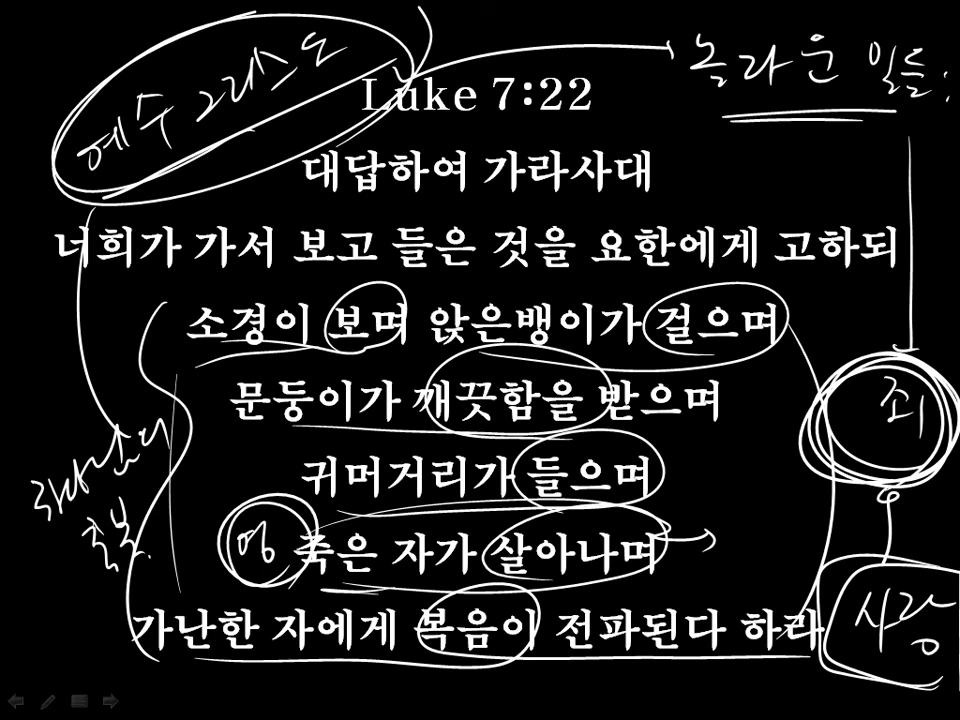 예수 그리스도
놀라운 일들:
Luke 7:22
대답하여 가라사대
너희가 가서 보고 들은 것을 요한에게 고하되
소경이 보며 앉은뱅이가 걸으며
문둥이가 깨끗함을 받으며
죄
귀머거리가 들으며
축복
영
죽은 자가 살아나며
사랑
가난한 자에게 복음이 전파된다 하라